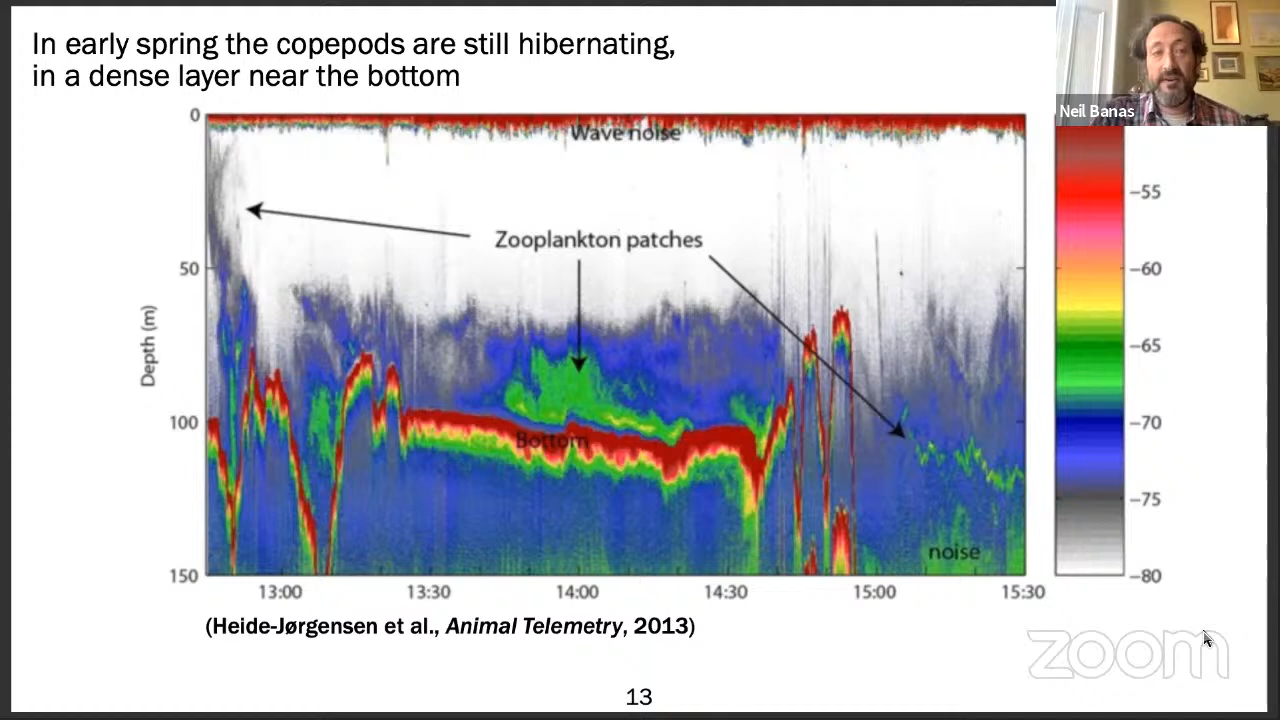 In early spring the copepods are still hibernating,
in a dense layer near the bottom
Neil Banas
0
50
100
150
Depth (m)
Wave noise
Zooplankton patches
Bottom
noise
13:00
13:30
14:00
14:30
15:00
15:30
−55
−60
−65
−70
−75
−80
(Heide-Jørgensen et al., Animal Telemetry, 2013)
zoom
13